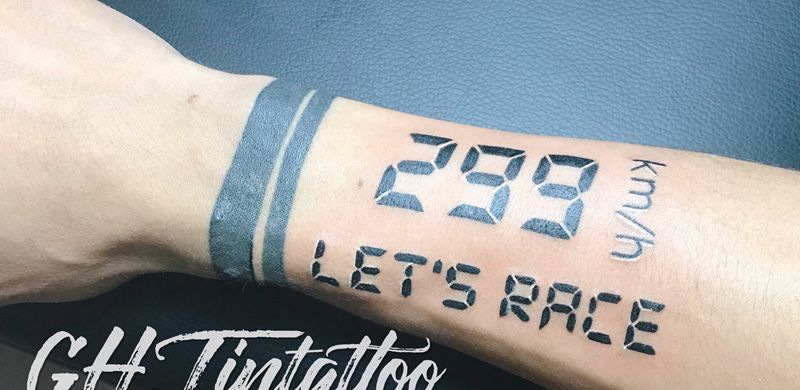 299 km/h
LET'S RACE
GH Tintattoo